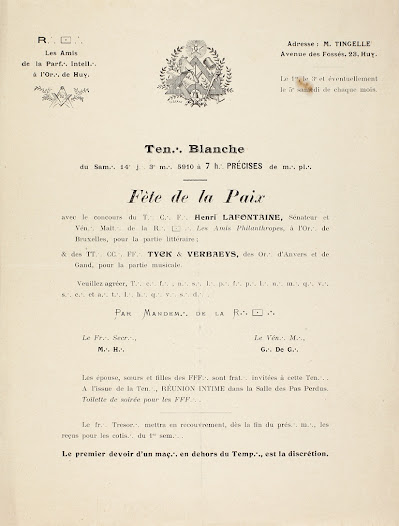 R∴ ⊡ ∴
Les Amis
de la Parf∴ Intell∴
à l'Or∴ de Huy.
Adresse : M. TINGELLE
Avenue des Fossés, 23, Huy.
Le 1er le 3e et éventuellement
le 5e samedi de chaque mois.
Ten∴ Blanche
du Sam∴ 14e j∴ 3e m∴ 5910 à 7 h∴ PRÉCISES de m∴ pl∴
Fête de la Paix
avec le concours du T∴ C∴ F∴ Henri LAFONTAINE, Sénateur et
Vén∴ Mait∴ de la R∴ ⊡ ∴ Les Amis Philanthropes, à l'Or∴ de
Bruxelles, pour la partie littéraire ;
& des TT∴ CC∴ FF∴ TYCK & VERBAEYS, des Or∴ d'Anvers et de
Gand, pour la partie musicale.
Veuillez agréer, T∴ c∴ f∴, n∴ s∴ l∴ p∴ f∴ p∴ l∴ n∴ m∴ q∴ v∴
s∴ c∴ et a∴ t∴ l∴ h∴ q∴ v∴ s∴ d∴.
Par Mandem∴ de la R∴ ⊡ ∴
Le Fr∴ Secr∴,
M∴ H∴
Le Vén∴ M∴,
G∴ De G∴
Les épouse, sœurs et filles des FFF∴ sont frat∴ invitées à cette Ten∴.
A l'issue de la Ten∴, RÉUNION INTIME dans la Salle des Pas Perdus.
Toilette de soirée pour les FFF∴
Le fr∴ Trésor∴ mettra en recouvrement, dès la fin du prés∴ m∴, les
reçus pour les cotis∴ du 1er sem∴
Le premier devoir d'un maç∴ en dehors du Temp∴, est la discrétion.